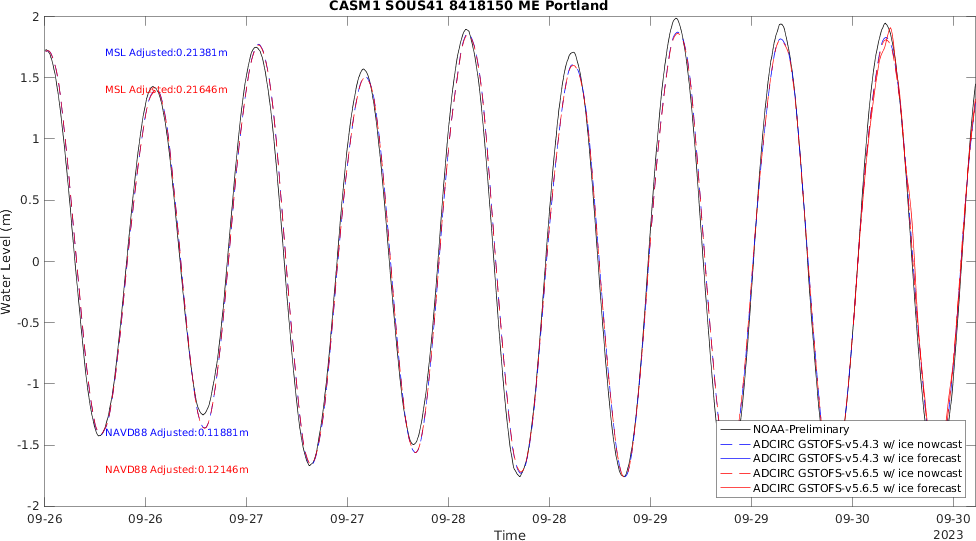 CASM1 SOUS41 8418150 ME Portland
2
1.5
1
0.5
0
-0.5
-1
-1.5
-2
Water Level (m)
MSL Adjusted:0.21381m
MSL Adjusted:0.21646m
NAVD88 Adjusted:0.11881m
NAVD88 Adjusted:0.12146m
NOAA-Preliminary
ADCIRC GSTOFS-v5.4.3 w/ ice nowcast
ADCIRC GSTOFS-v5.4.3 w/ ice forecast
ADCIRC GSTOFS-v5.6.5 w/ ice nowcast
ADCIRC GSTOFS-v5.6.5 w/ ice forecast
09-26 09-26 09-27 09-27 09-28 09-28 09-29 09-29 09-30 09-30
Time
2023